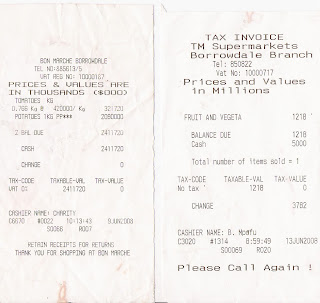 BON MARCHE BORROWDALE
TEL NO:885613/5
VAT REG NO: 10000167
PRICES & VALUES ARE
IN THOUSANDS ($000)
TOMATOES KG
0.766 Kg @ 420000/ Kg 321720
POTATOES 1KG PP*** 2090000
2 BAL DUE 2411720
CASH 2411720
CHANGE 0
TAX-CODE TAXABLE-VAL TAX-VALUE
VAT 0% 2411720 0
CASHIER NAME: CHARITY
C6670 #0022 10:13:43 9JUN2008
S0066 R007
RETAIN RECEIPTS FOR RETURNS
THANK YOU FOR SHOPPING AT BON MARCHE
TAX INVOICE
TM Supermarkets
Borrowdale Branch
Tel: 850822
Vat No: 10000717
Prices and Values
in Millions
FRUIT AND VEGETA 1218
BALANCE DUE 1218
Cash 5000
Total number of items sold = 1
TAX-CODE TAXABLE-VAL TAX-VALUE
No tax 1218 0
CHANGE 3782
CASHIER NAME: B. Mpofu
C3020 #1314 8:59:49 13JUN2008
S00069 R020
Please Call Again !